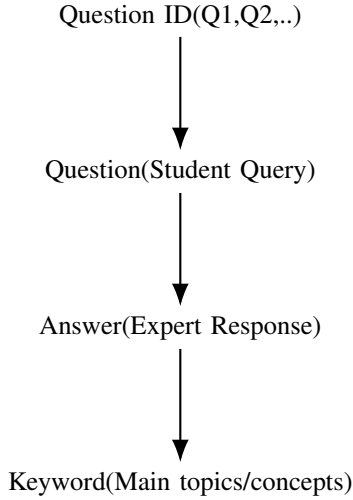 Question ID(Q1,Q2,..)
Question(Student Query)
Answer(Expert Response)
Keyword(Main topics/concepts)